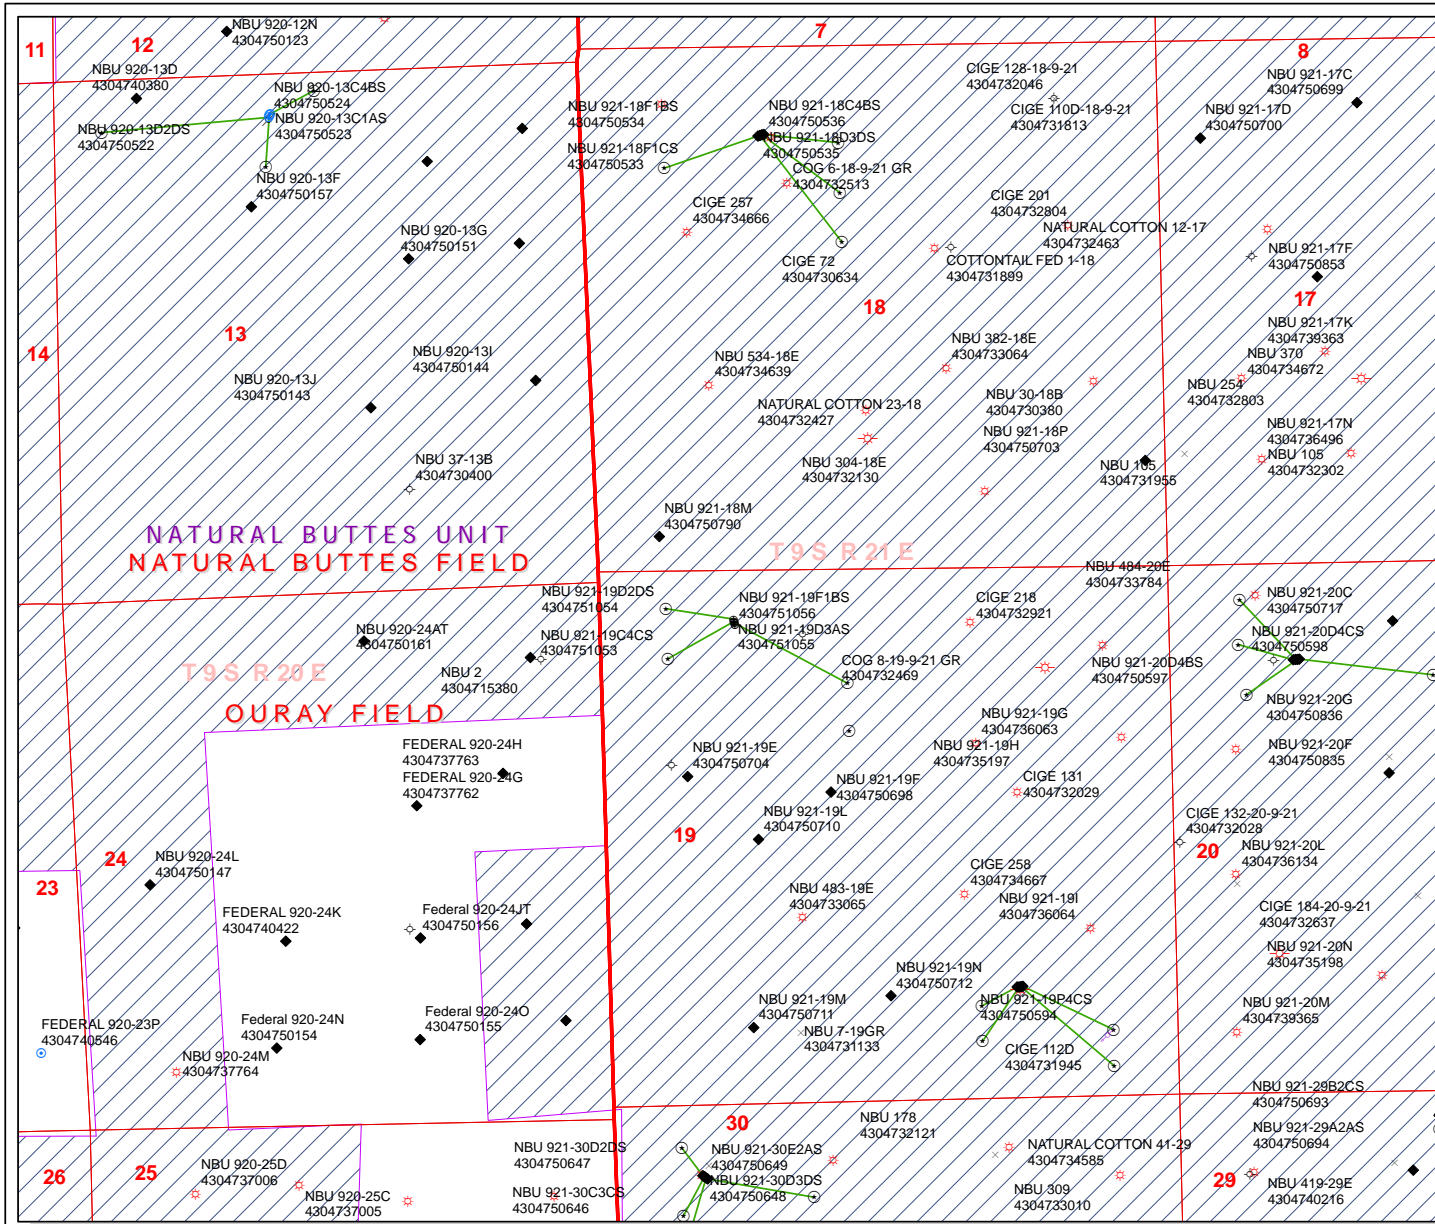 NBU 920-12N
4304750123
7
11
12
8
NBU 920-13D
4304740380
NBU 920-13C4BS
4304750524
NBU 920-13C1AS
4304750523
NBU 920-13D2DS
4304750522
NBU 920-13F
4304750157
NBU 920-13G
4304750151
NBU 921-18F1BS
4304750534
NBU 921-18F1CS
4304750533
NBU 921-18C4BS
4304750536
NBU 921-18D3DS
4304750535
COG 6-18-9-21 GR
4304732513
CIGE 257
4304734666
CIGE 72
4304730634
CIGE 128-18-9-21
4304732046
CIGE 110D-18-9-21
4304731813
CIGE 201
4304732804
NATURAL COTTON 12-17
4304732463
COTTONTAIL FED 1-18
4304731899
NBU 921-17C
4304750699
NBU 921-17D
4304750700
NBU 921-17F
4304750853
17
18
13
14
NBU 920-13I
4304750144
NBU 920-13J
4304750143
NBU 534-18E
4304734639
NBU 382-18E
4304733064
NBU 921-17K
4304739363
NBU 370
4304734672
NBU 254
4304732803
NATURAL COTTON 23-18
4304732427
NBU 30-18B
4304730380
NBU 921-18P
4304750703
NBU 921-17N
4304736496
NBU 105
4304732302
NBU 105
4304731955
NBU 304-18E
4304732130
NBU 37-13B
4304730400
NBU 921-18M
4304750790
NATURAL BUTTES UNIT
NATURAL BUTTES FIELD
T 9 S R 21 E
NBU 484-20E
4304733784
NBU 921-19D2DS
4304751054
NBU 921-19F1BS
4304751056
NBU 921-19D3AS
4304751055
CIGE 218
4304732921
NBU 921-20C
4304750717
NBU 921-20D4CS
4304750598
NBU 921-20D4BS
4304750597
NBU 920-24AT
4304750161
NBU 921-19C4CS
4304751053
NBU 2
4304715380
COG 8-19-9-21 GR
4304732469
T 9 S R 20 E
OURAY FIELD
NBU 921-20G
4304750836
NBU 921-19G
4304736063
NBU 921-19H
4304735197
NBU 921-20F
4304750835
FEDERAL 920-24H
4304737763
FEDERAL 920-24G
4304737762
NBU 921-19E
4304750704
NBU 921-19F
4304750698
CIGE 131
4304732029
NBU 921-19L
4304750710
19
CIGE 132-20-9-21
4304732028
20
NBU 921-20L
4304736134
24
23
NBU 920-24L
4304750147
NBU 483-19E
4304733065
CIGE 258
4304734667
NBU 921-19I
4304736064
CIGE 184-20-9-21
4304732637
FEDERAL 920-24K
4304740422
Federal 920-24JT
4304750156
NBU 921-20N
4304735198
NBU 921-19N
4304750712
NBU 921-19M
4304750711
NBU 921-19P4CS
4304750594
NBU 921-20M
4304739365
Federal 920-24N
4304750154
Federal 920-24O
4304750155
FEDERAL 920-23P
4304740546
NBU 920-24M
4304737764
NBU 7-19GR
4304731133
CIGE 112D
4304731945
NBU 921-29B2CS
4304750693
NBU 921-29A2AS
4304750694
30
NBU 178
4304732121
NATURAL COTTON 41-29
4304734585
NBU 921-30D2DS
4304750647
NBU 921-30E2AS
4304750649
NBU 921-30D3DS
4304750648
NBU 921-30C3CS
4304750646
26
25
NBU 920-25D
4304737006
NBU 920-25C
4304737005
NBU 309
4304733010
29
NBU 419-29E
4304740216